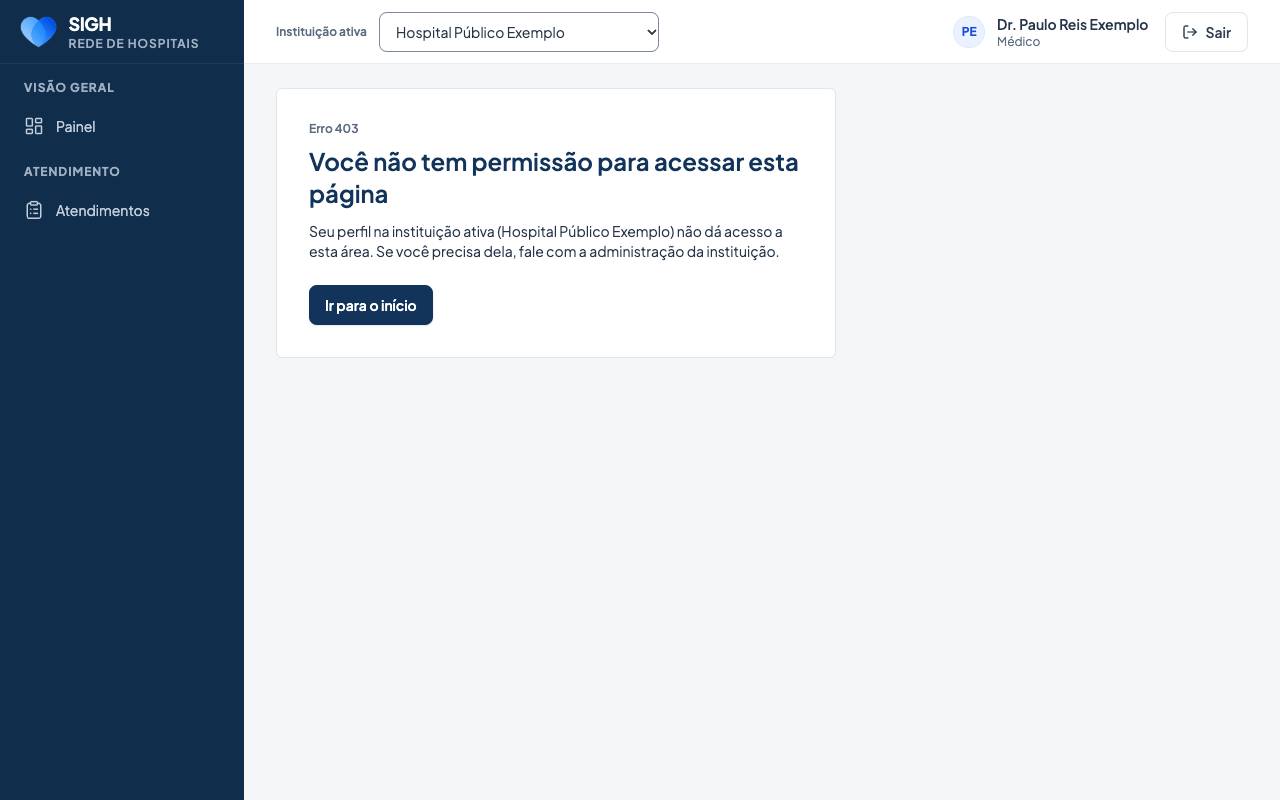 SIGH
REDE DE HOSPITAIS
VISÃO GERAL
Painel
ATENDIMENTO
Atendimentos
Instituição ativa
Hospital Público Exemplo
PE
Dr. Paulo Reis Exemplo
Médico
Sair
Erro 403
Você não tem permissão para acessar esta
página
Seu perfil na instituição ativa (Hospital Público Exemplo) não dá acesso a
esta área. Se você precisa dela, fale com a administração da instituição.
Ir para o início